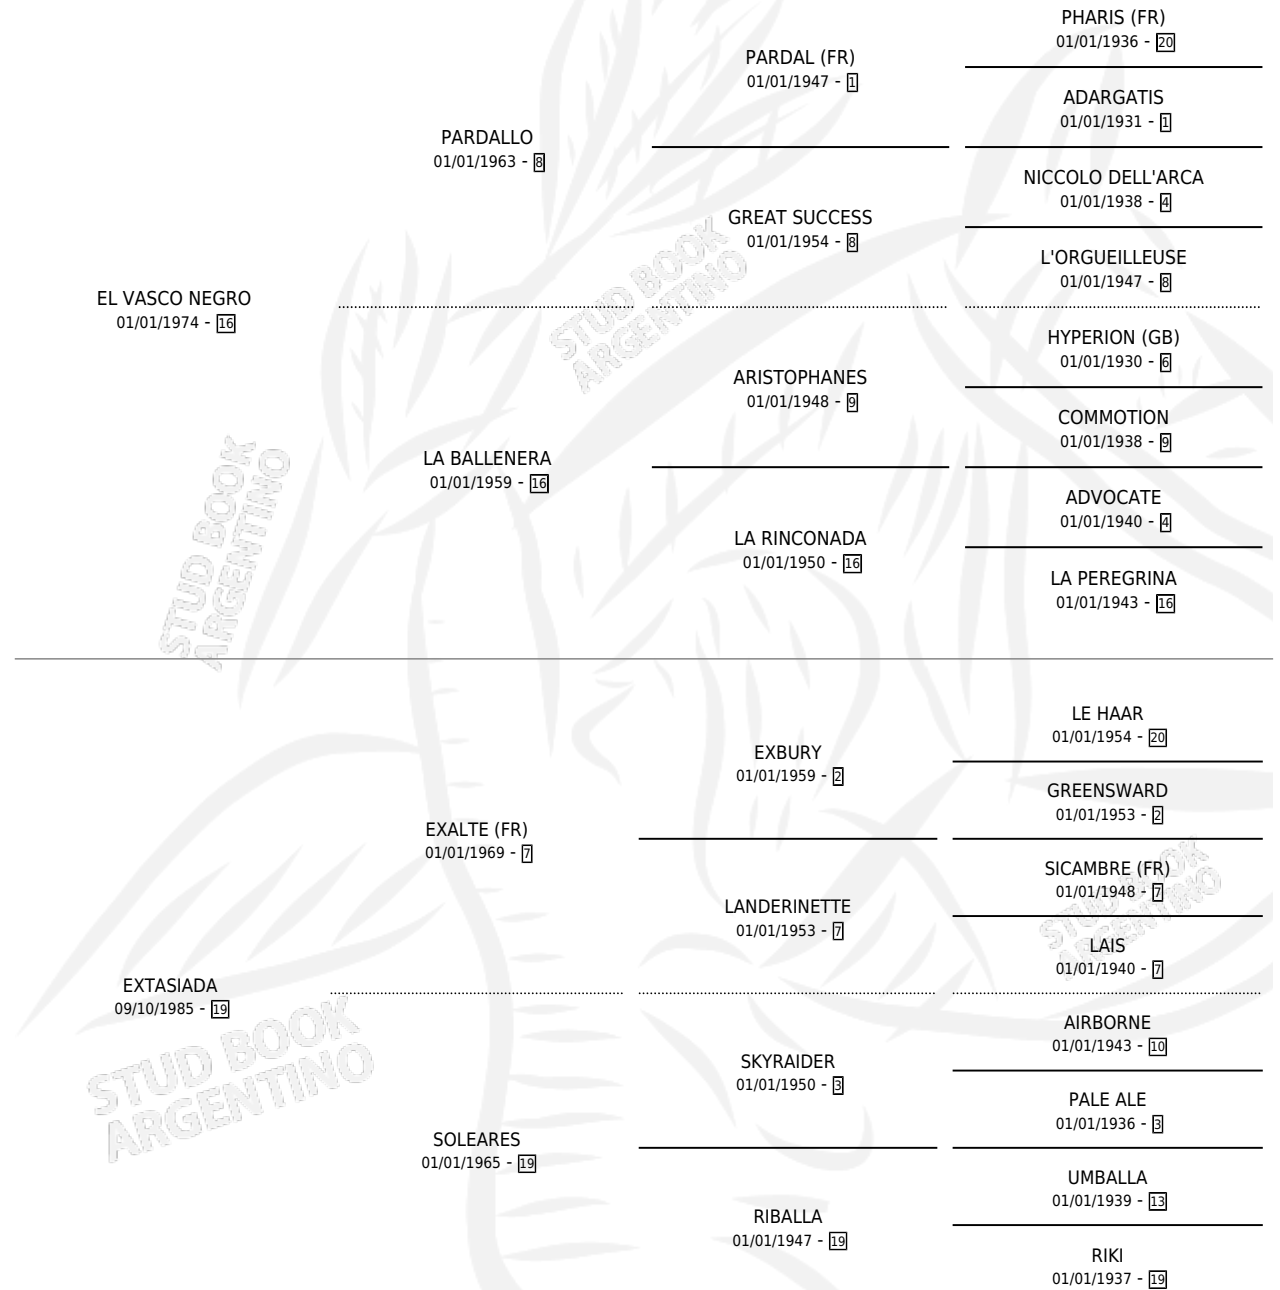 PHARIS (FR)
01/01/1936 - 20
PARDAL (FR)
01/01/1947 - 1
ADARGATIS
01/01/1931 - 1
PARDALLO
01/01/1963 - 8
NICCOLO DELL'ARCA
01/01/1938 - 4
GREAT SUCCESS
01/01/1954 - 8
L'ORGUEILLEUSE
01/01/1947 - 8
EL VASCO NEGRO
01/01/1974 - 16
HYPERION (GB)
01/01/1930 - 6
ARISTOPHANES
01/01/1948 - 9
COMMOTION
01/01/1938 - 9
LA BALLENERA
01/01/1959 - 16
ADVOCATE
01/01/1940 - 4
LA RINCONADA
01/01/1950 - 16
LA PEREGRINA
01/01/1943 - 16
LE HAAR
01/01/1954 - 20
EXBURY
01/01/1959 - 2
GREENSWARD
01/01/1953 - 2
EXALTE (FR)
01/01/1969 - 7
SICAMBRE (FR)
01/01/1948 - 7
LANDERINETTE
01/01/1953 - 7
LAIS
01/01/1940 - 7
EXTASIADA
09/10/1985 - 19
AIRBORNE
01/01/1943 - 10
SKYRAIDER
01/01/1950 - 3
PALE ALE
01/01/1936 - 3
SOLEARES
01/01/1965 - 19
UMBALLA
01/01/1939 - 13
RIBALLA
01/01/1947 - 19
RIKI
01/01/1937 - 19
STUD BOOK
ARGENTINO
STUD BOOK
ARGENTINO
STUD BOOK
ARGENTINO
STUD BOOK
ARGENTINO